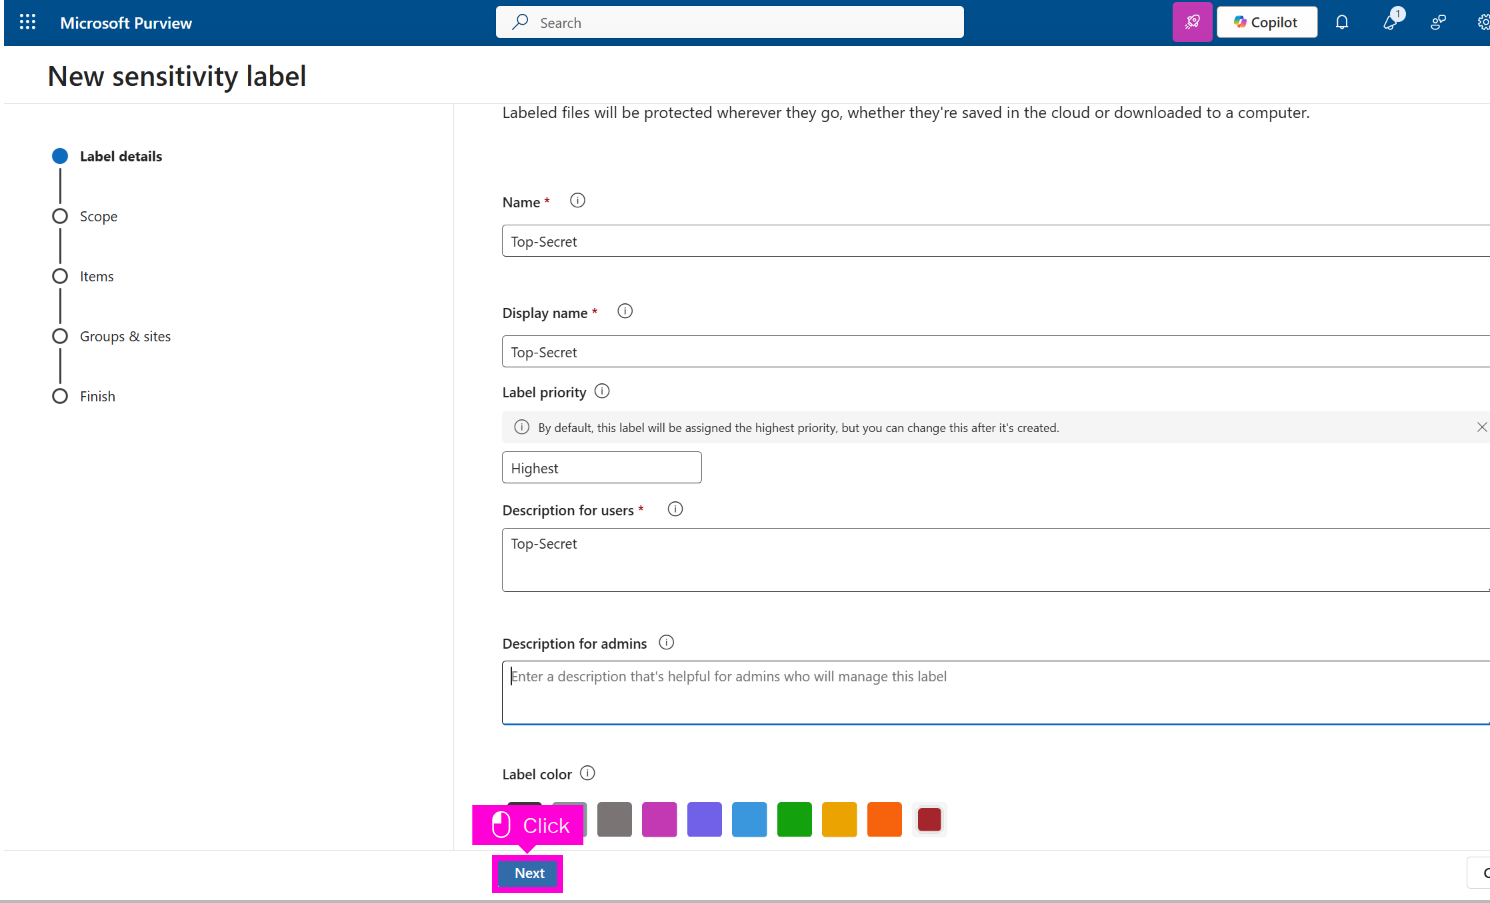 Microsoft Purview
Search
Copilot
1
New sensitivity label
Labeled files will be protected wherever they go, whether they're saved in the cloud or downloaded to a computer.
Label details
Scope
Items
Groups & sites
Finish
Name *
Top-Secret
Display name *
Top-Secret
Label priority
By default, this label will be assigned the highest priority, but you can change this after it's created.
Highest
Description for users *
Top-Secret
Description for admins
Enter a description that's helpful for admins who will manage this label
Label color
Click
Next